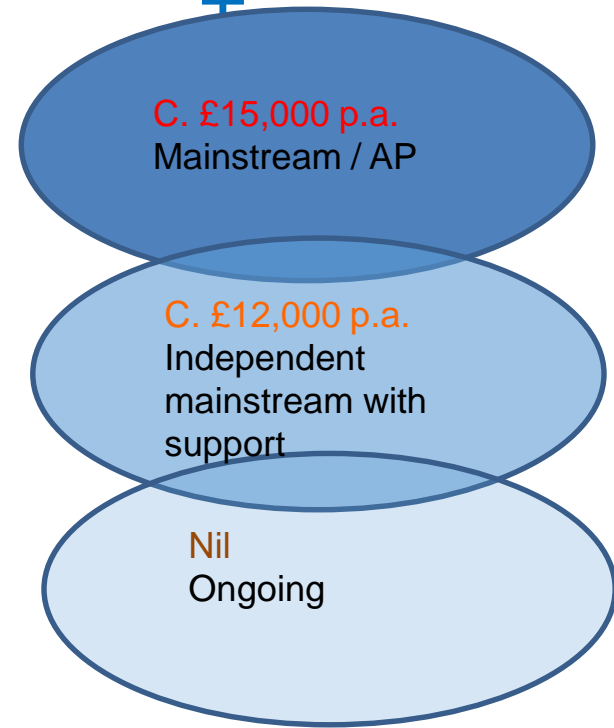 C. £15,000 p.a.
Mainstream / AP
C. £12,000 p.a.
Independent
mainstream with
support
Nil
Ongoing